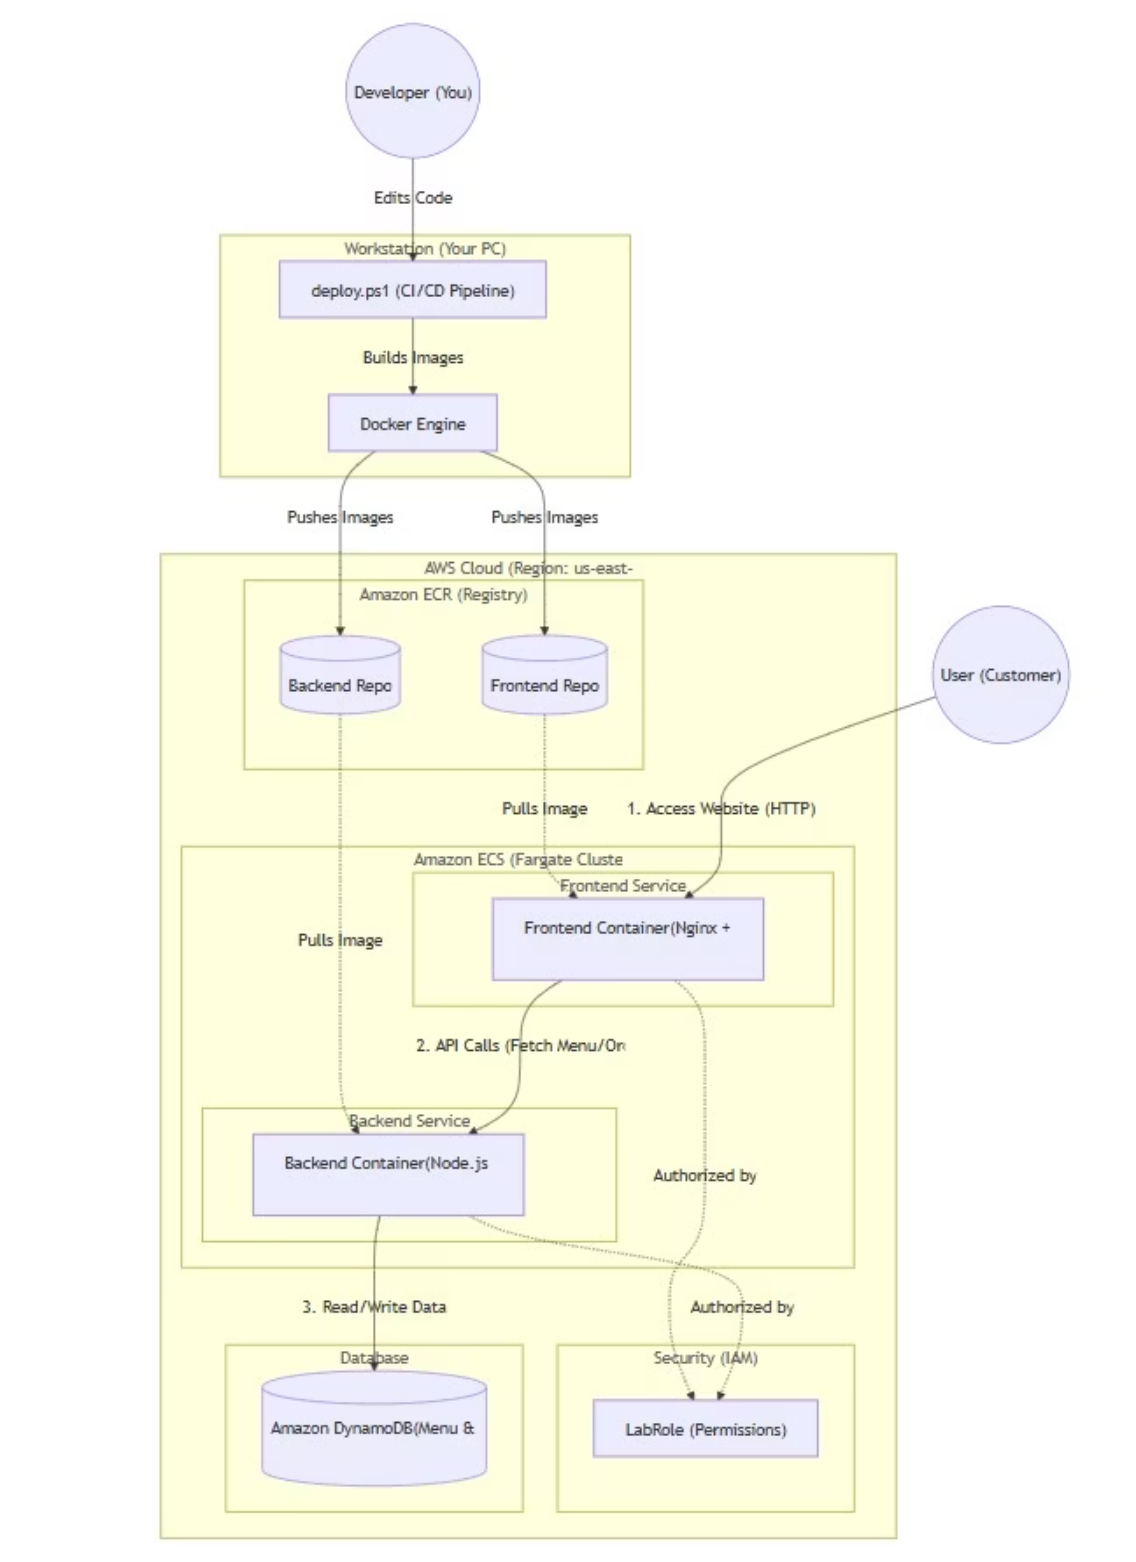 Developer (You)
Edits Code
Workstation (Your PC)
deploy.ps1 (CI/CD Pipeline)
Builds Images
Docker Engine
Pushes Images
Pushes Images
AWS Cloud (Region: us-east-
Amazon ECR (Registry)
Backend Repo
Frontend Repo
User (Customer)
Pulls Image
1. Access Website (HTTP)
Amazon ECS (Fargate Cluste
Frontend Service
Frontend Container(Nginx +
Pulls Image
2. API Calls (Fetch Menu/Or
Backend Service
Backend Container(Node.js
Authorized by
3. Read/Write Data
Authorized by
Database
Security (IAM)
Amazon DynamoDB(Menu &
LabRole (Permissions)